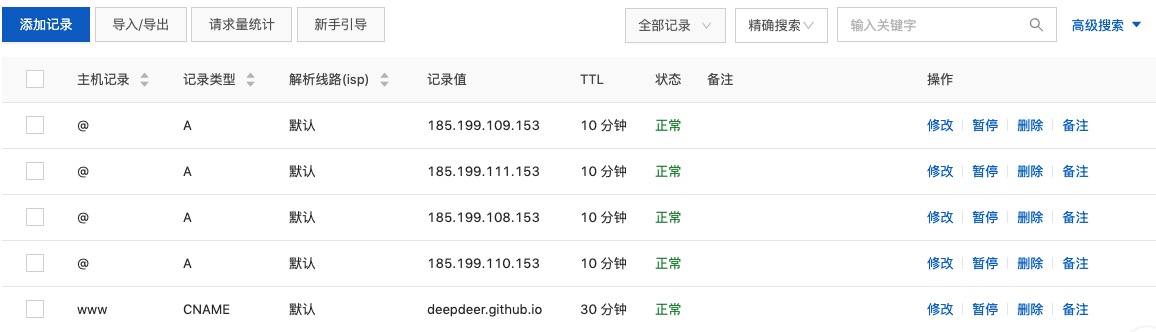 添加记录 导入/导出 请求量统计 新手引导 全部记录 精确搜索 输入关键字 高级搜索
主机记录 记录类型 解析线路(isp) 记录值 TTL 状态 备注 操作
@ A 默认 185.199.109.153 10 分钟 正常 修改 暂停 删除 备注
@ A 默认 185.199.111.153 10 分钟 正常 修改 暂停 删除 备注
@ A 默认 185.199.108.153 10 分钟 正常 修改 暂停 删除 备注
@ A 默认 185.199.110.153 10 分钟 正常 修改 暂停 删除 备注
www CNAME 默认 deepdeer.github.io 30 分钟 正常 修改 暂停 删除 备注